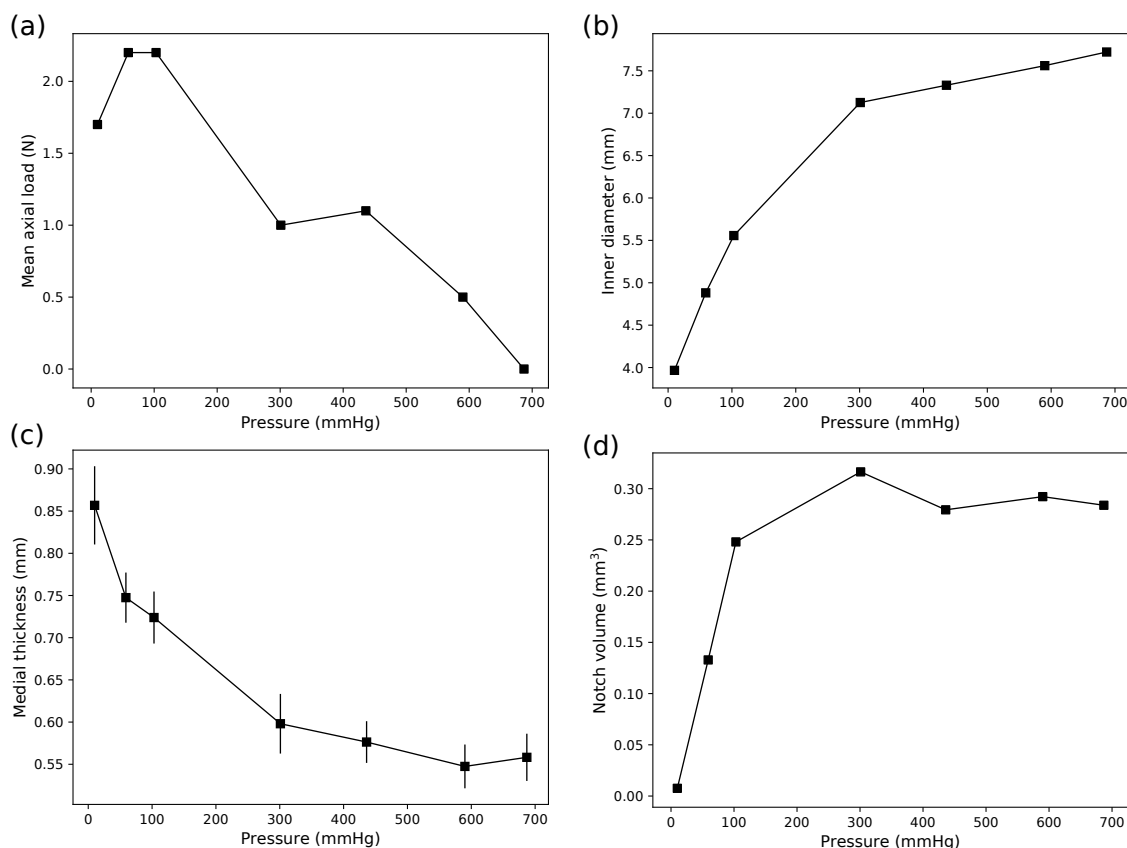 (a)
Mean axial load (N)
2.0
1.5
1.0
0.5
0.0
0 100 200 300 400 500 600 700
Pressure (mmHg)
(b)
Inner diameter (mm)
7.5
7.0
6.5
6.0
5.5
5.0
4.5
4.0
0 100 200 300 400 500 600 700
Pressure (mmHg)
(c)
Medial thickness (mm)
0.90
0.85
0.80
0.75
0.70
0.65
0.60
0.55
0 100 200 300 400 500 600 700
Pressure (mmHg)
(d)
Notch volume (mm³)
0.30
0.25
0.20
0.15
0.10
0.05
0.00
0 100 200 300 400 500 600 700
Pressure (mmHg)